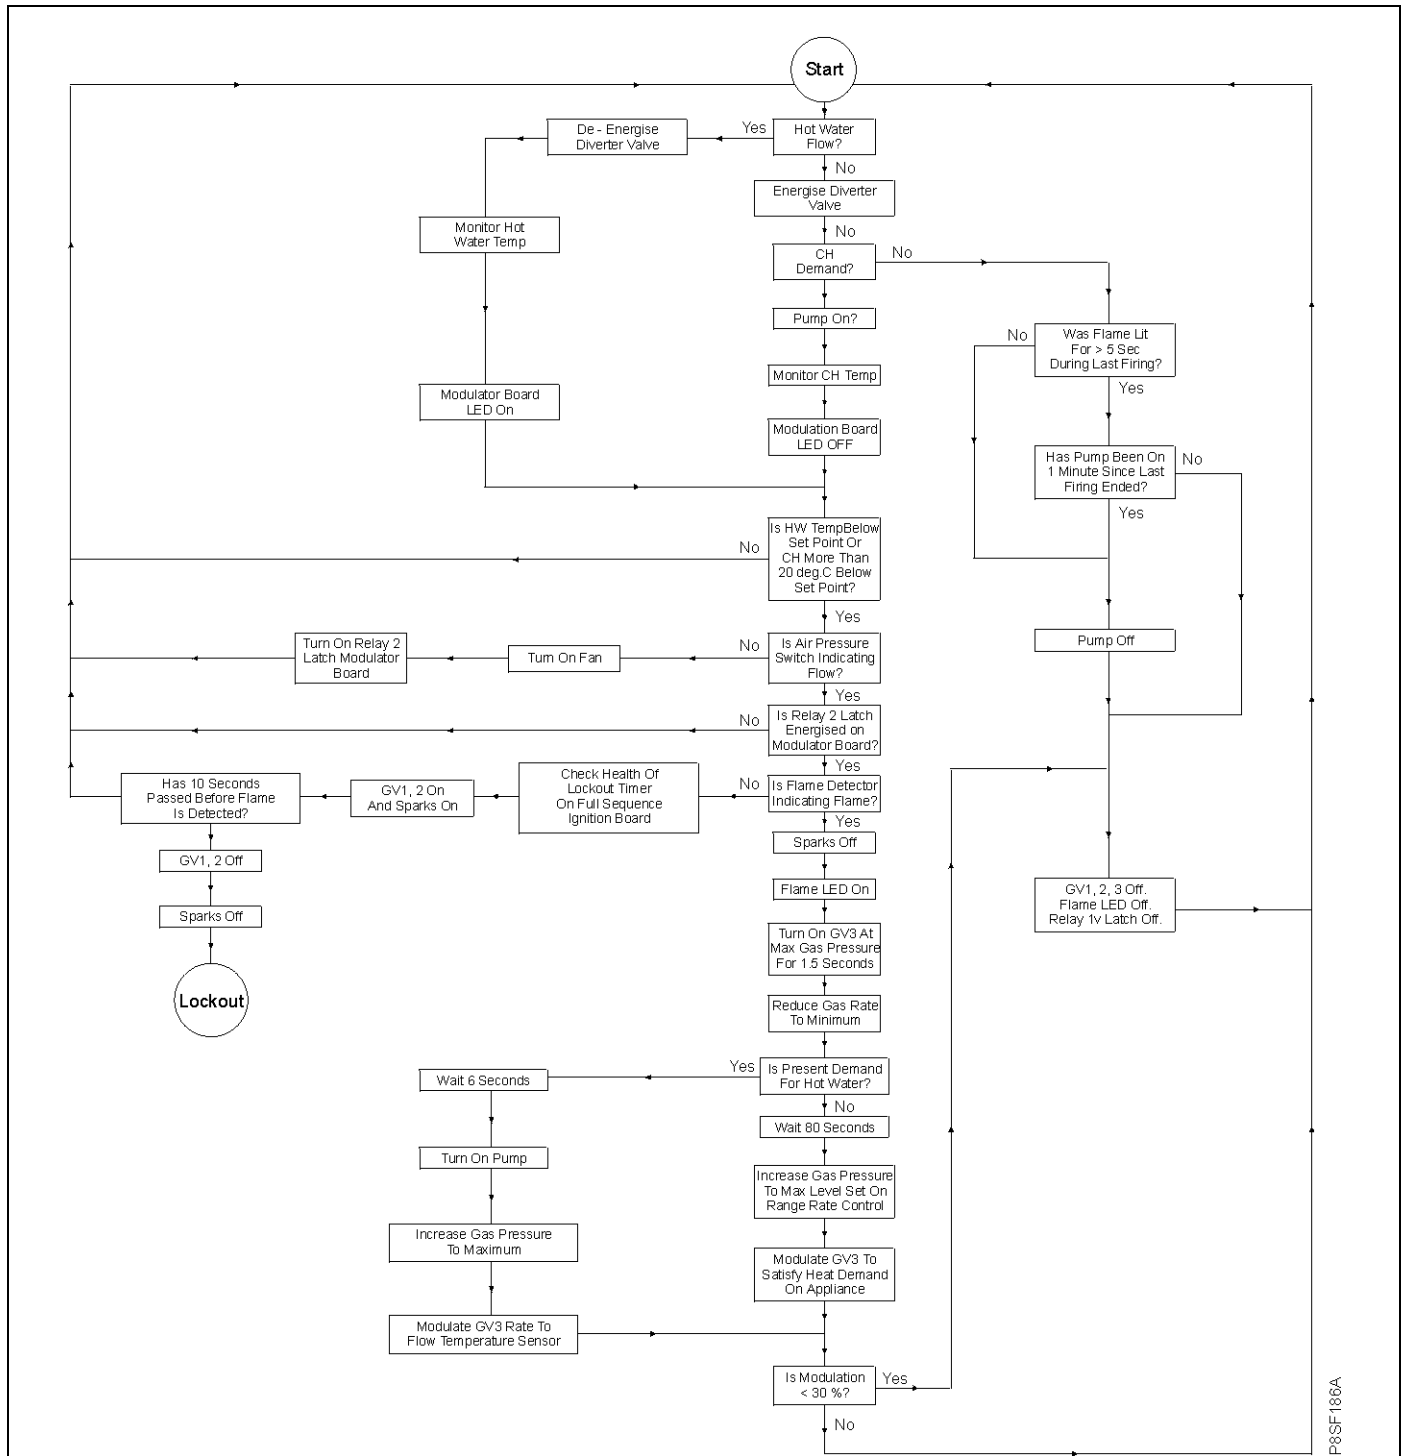 Start
Hot Water
Flow?
Yes
De - Energise
Diverter Valve
No
Energise Diverter
Valve
No
Monitor Hot
Water Temp
CH
Demand?
No
Pump On?
Monitor CH Temp
Modulator Board
LED On
Modulation Board
LED OFF
Was Flame Lit
For > 5 Sec
During Last Firing?
No
Yes
Has Pump Been On
1 Minute Since Last
Firing Ended?
No
Yes
Pump Off
Is HW TempBelow
Set Point Or
CH More Than
20 deg.C Below
Set Point?
No
Yes
Is Air Pressure
Switch Indicating
Flow?
No
Turn On Fan
Turn On Relay 2
Latch Modulator
Board
Yes
Is Relay 2 Latch
Energised on
Modulator Board?
No
Yes
Is Flame Detector
Indicating Flame?
No
Check Health Of
Lockout Timer
On Full Sequence
Ignition Board
GV1, 2 On
And Sparks On
Has 10 Seconds
Passed Before Flame
Is Detected?
GV1, 2 Off
Sparks Off
Lockout
Yes
Sparks Off
Flame LED On
Turn On GV3 At
Max Gas Pressure
For 1.5 Seconds
Reduce Gas Rate
To Minimum
GV1, 2, 3 Off.
Flame LED Off.
Relay 1v Latch Off.
Is Present Demand
For Hot Water?
Yes
Wait 6 Seconds
Turn On Pump
Increase Gas Pressure
To Maximum
Modulate GV3 Rate To
Flow Temperature Sensor
No
Wait 80 Seconds
Increase Gas Pressure
To Max Level Set On
Range Rate Control
Modulate GV3 To
Satisfy Heat Demand
On Appliance
Is Modulation
< 30 %?
Yes
No
P8SF186A